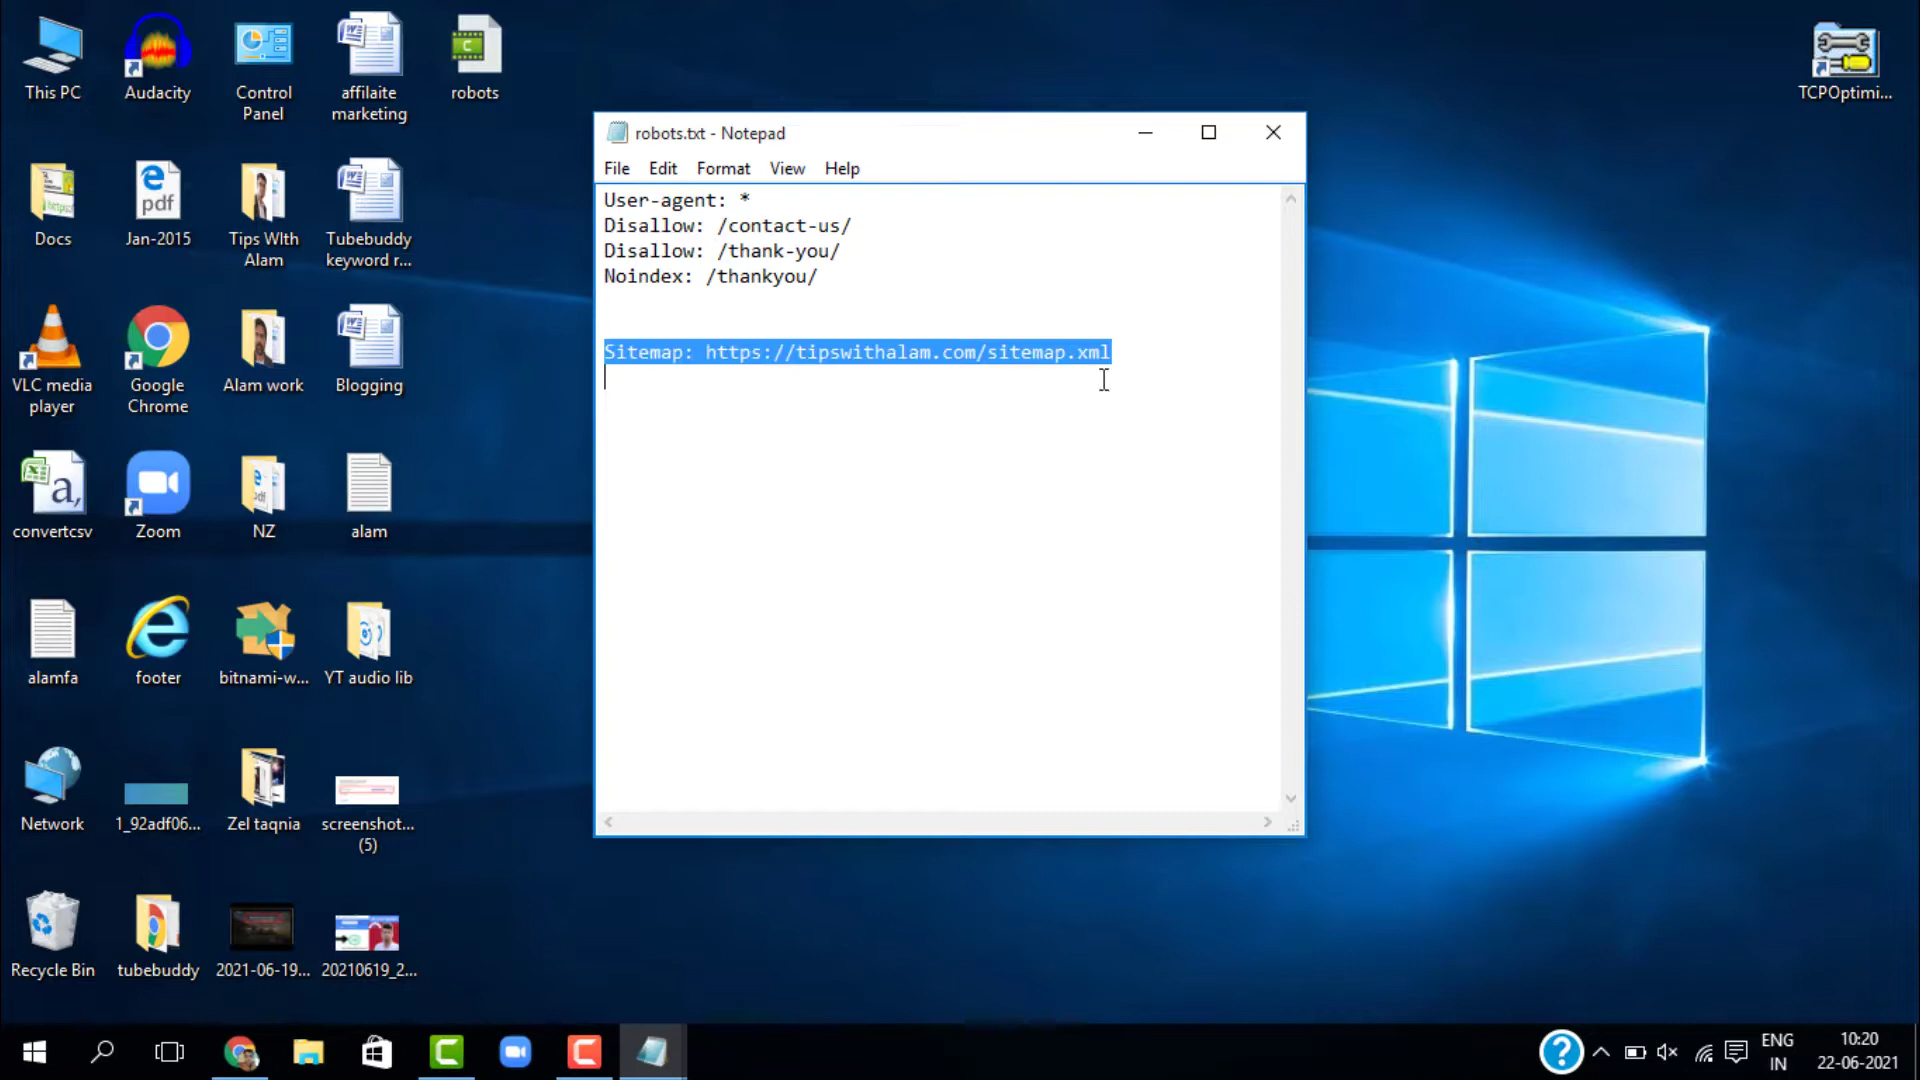 This PC
Audacity
Control
Panel
affilaite
marketing
robots
TCPOptimi...
Docs
Jan-2015
Tips WIth
Alam
Tubebuddy
keyword r...
VLC media
player
Google
Chrome
Alam work
Blogging
convertcsv
Zoom
NZ
alam
alamfa
footer
bitnami-w...
YT audio lib
Network
1_92adf06...
Zel taqnia
screenshot...
(5)
Recycle Bin
tubebuddy
2021-06-19...
20210619_2...
robots.txt - Notepad
File Edit Format View Help
User-agent: *
Disallow: /contact-us/
Disallow: /thank-you/
Noindex: /thankyou/
Sitemap: https://tipswithalam.com/sitemap.xml
ENG
IN
10:20
22-06-2021